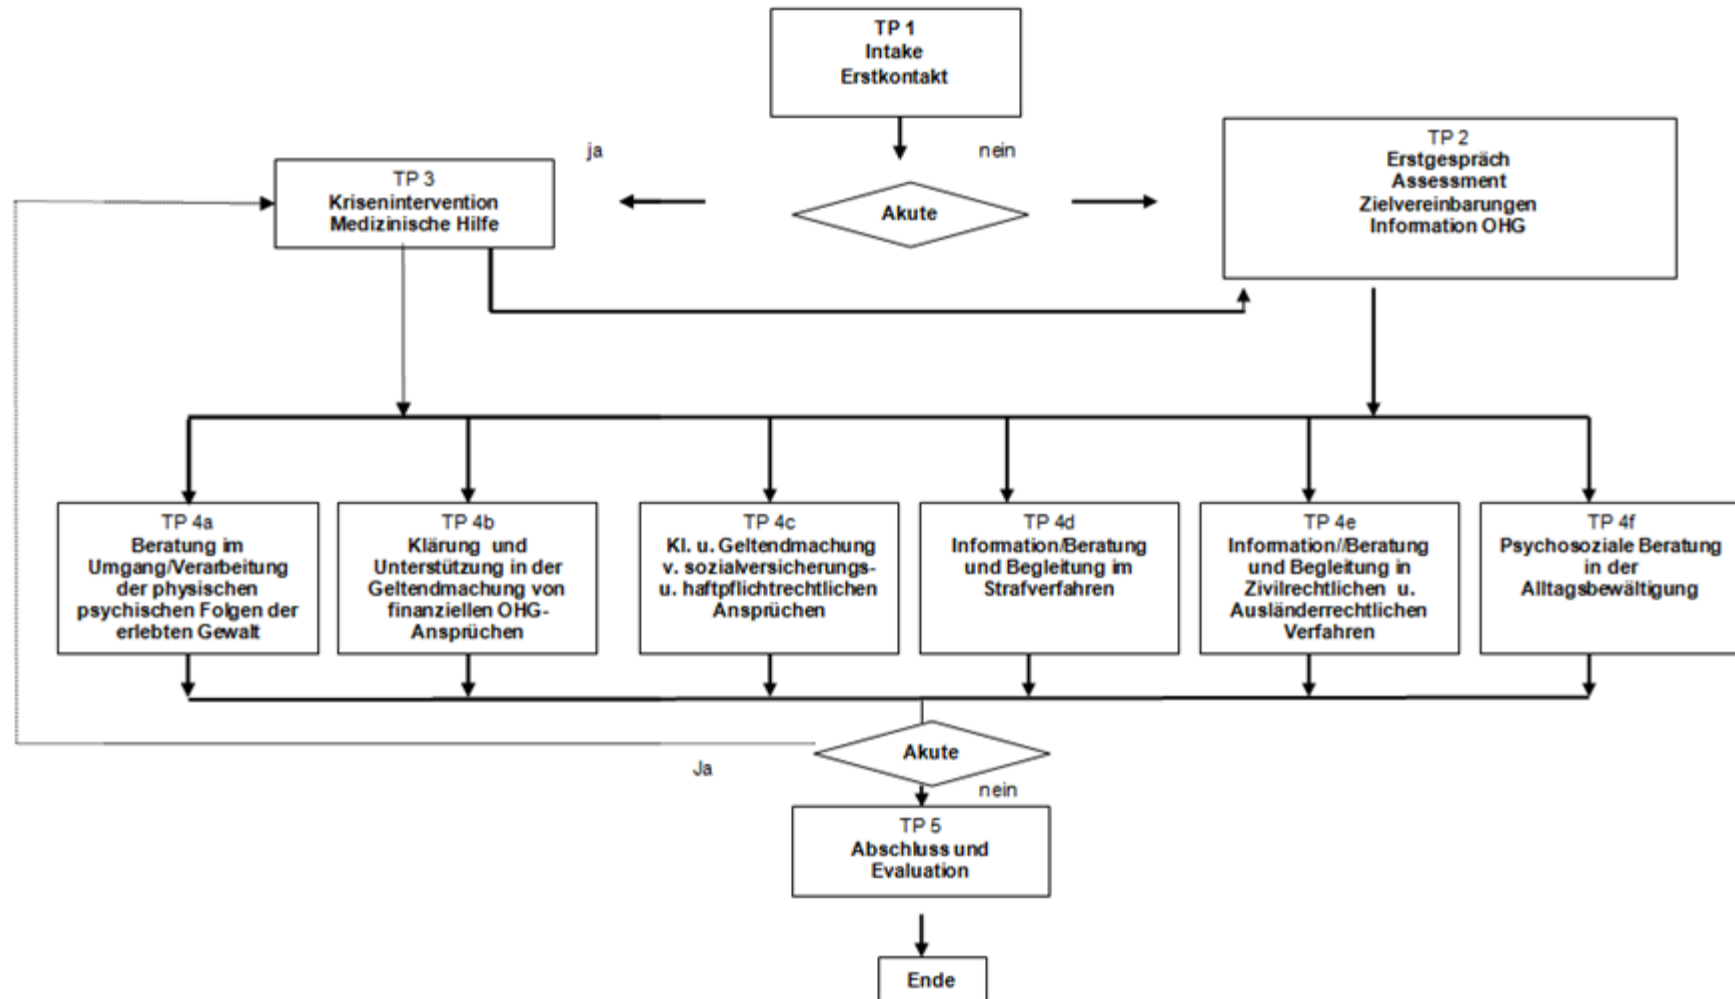 TP 1
Intake
Erstkontakt
ja
nein
TP 2
Erstgespräch
Assessment
Zielvereinbarungen
Information OHG
TP 3
Krisenintervention
Medizinische Hilfe
Akute
TP 4a
Beratung im
Umgang/Verarbeitung
der physischen
psychischen Folgen der
erlebten Gewalt
TP 4b
Klärung und
Unterstützung in der
Geltendmachung von
finanziellen OHG-
Ansprüchen
TP 4c
Kl. u. Geltendmachung
v. sozialversicherungs-
u. haftpflichtrechtlichen
Ansprüchen
TP 4d
Information/Beratung
und Begleitung im
Strafverfahren
TP 4e
Information//Beratung
und Begleitung in
Zivilrechtlichen u.
Ausländerrechtlichen
Verfahren
TP 4f
Psychosoziale Beratung
in der
Alltagsbewältigung
Akute
Ja
nein
TP 5
Abschluss und
Evaluation
Ende